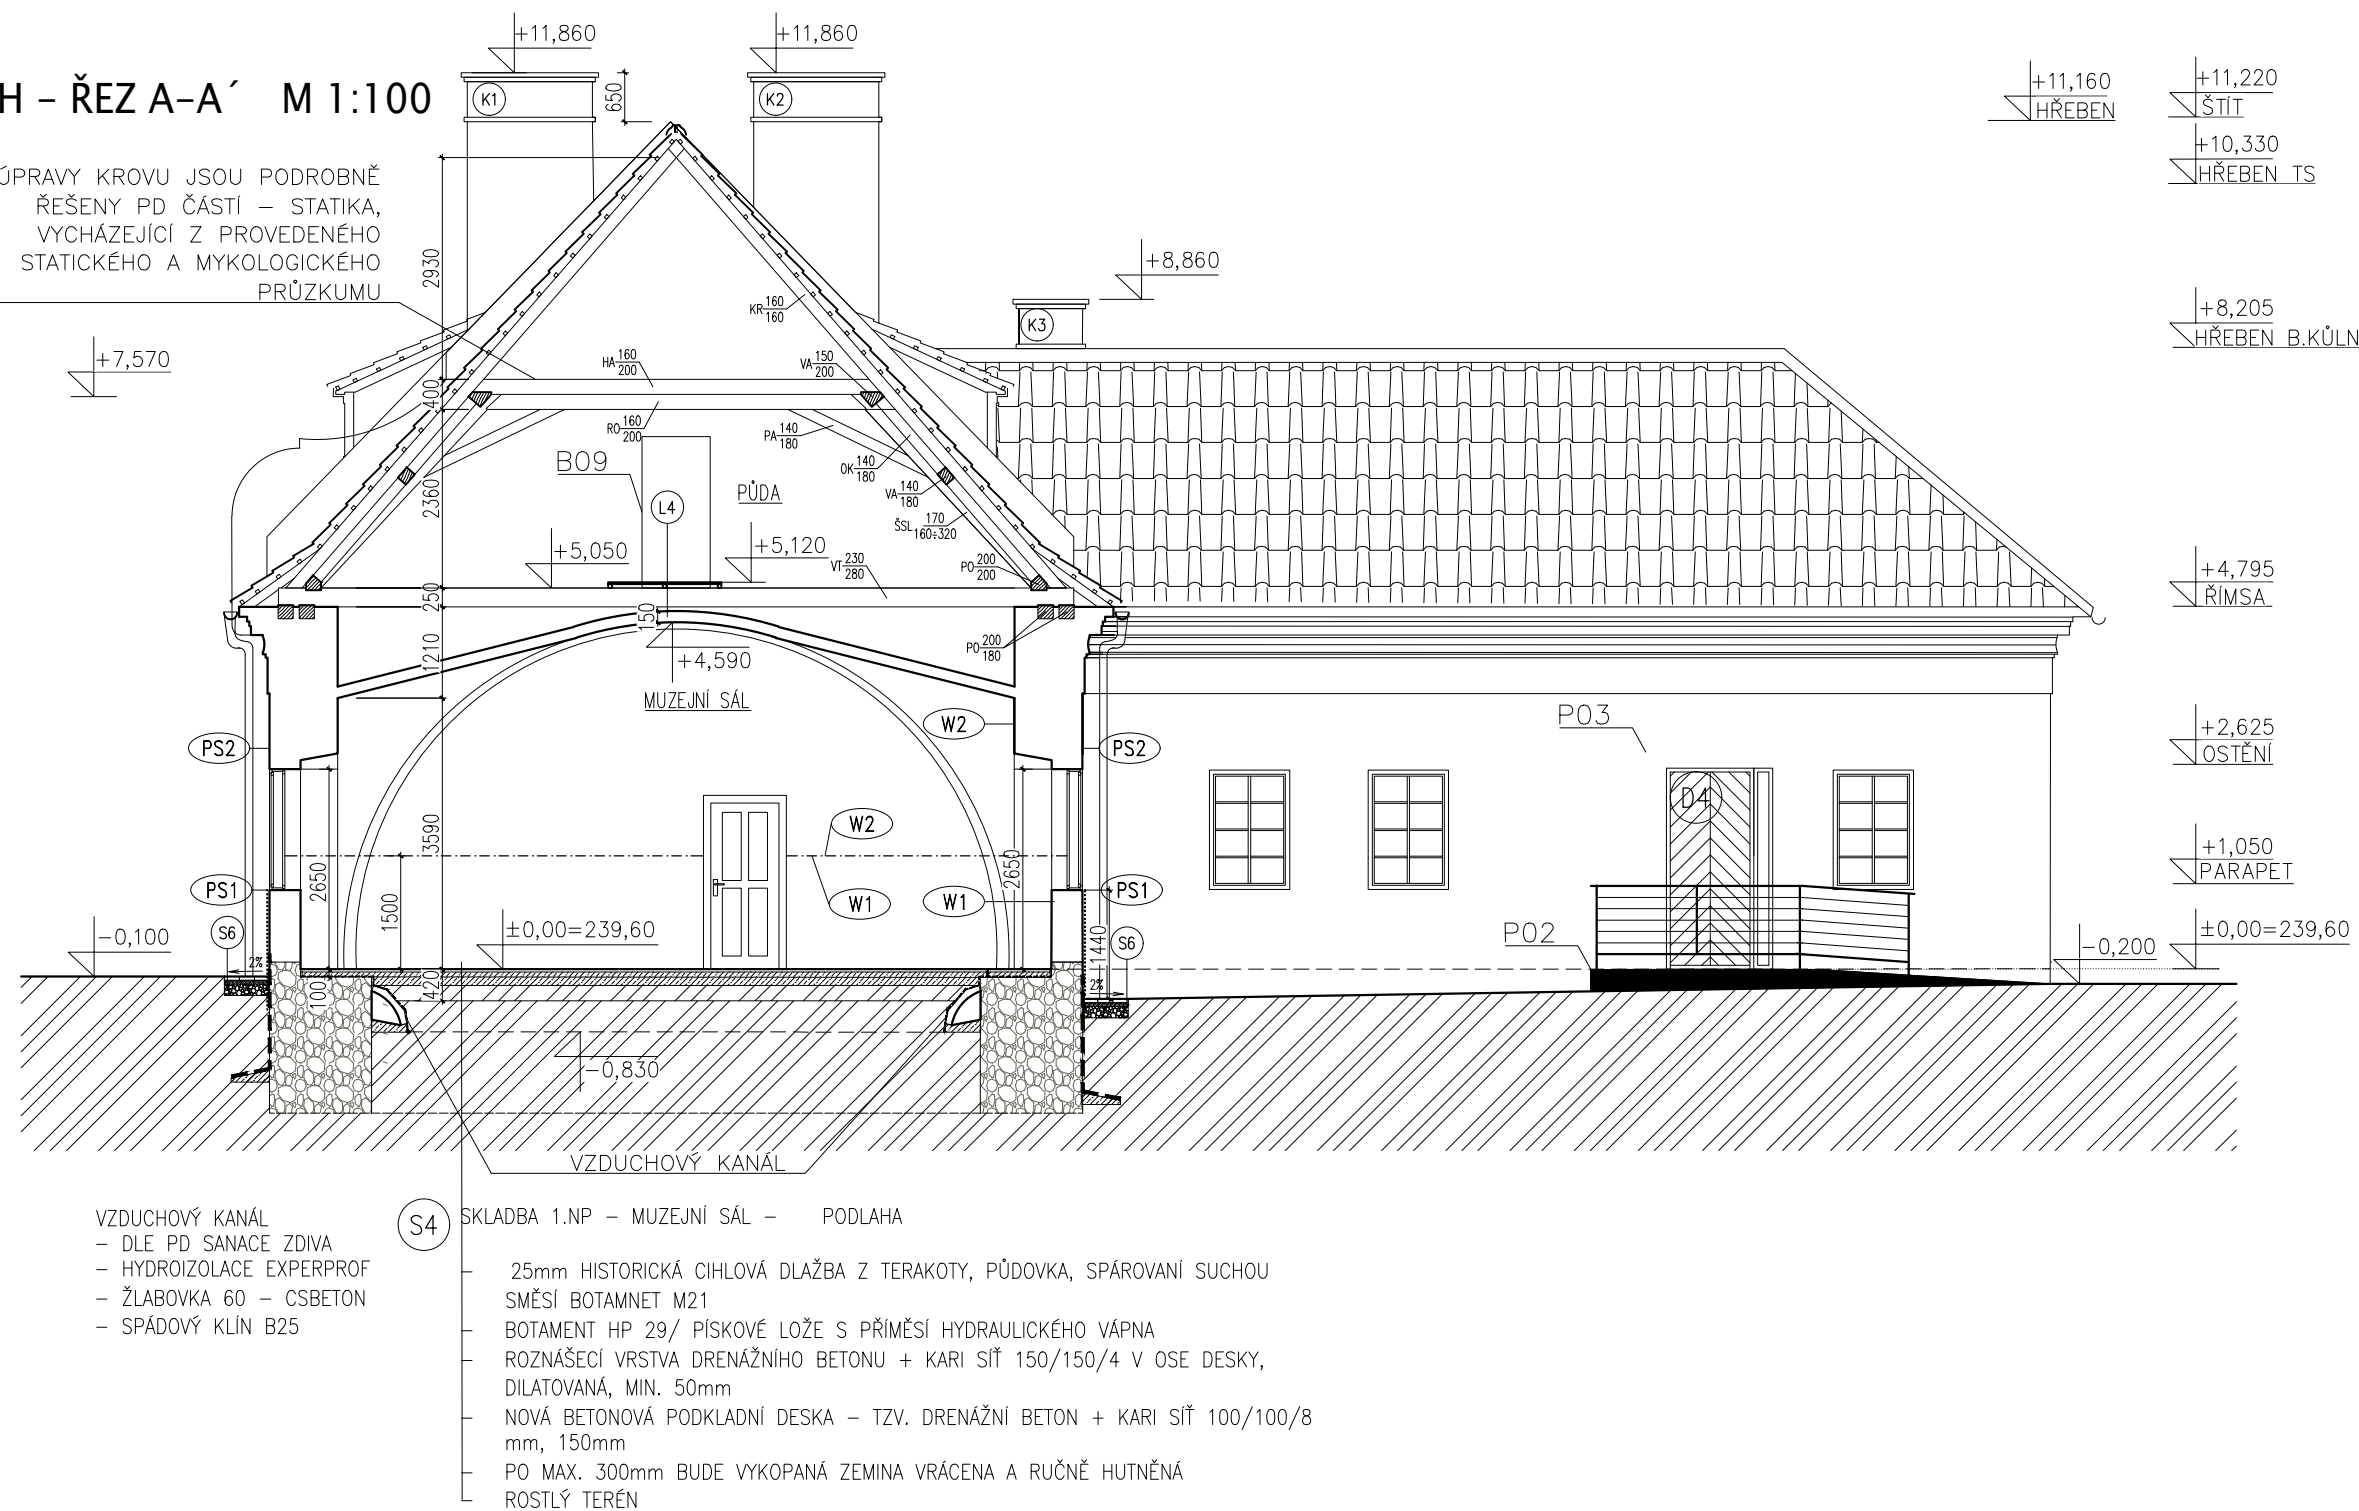 +11,860
+11,860
H – ŘEZ A–A´ M 1:100
K1
K2
650
+11,160
HŘEBEN
+11,220
ŠTÍT
+10,330
HŘEBEN TS
ÚPRAVY KROVU JSOU PODROBNĚ
ŘEŠENY PD ČÁSTÍ – STATIKA,
VYCHÁZEJÍCÍ Z PROVEDENÉHO
STATICKÉHO A MYKOLOGICKÉHO
PRŮZKUMU
2930
+8,860
K3
+8,205
HŘEBEN B.KŮLN
+7,570
KR 160
160
HA 160
200
VA 150
200
400
RO 160
200
PA 140
180
OK 140
180
VA 140
180
ŠSL 170
160÷320
B09
L4
PŮDA
2360
+5,050
+5,120
VT 230
280
PO 200
200
+4,795
ŘÍMSA
250
150
1210
+4,590
PO 200
180
MUZEJNÍ SÁL
W2
PS2
PS2
P03
+2,625
OSTĚNÍ
D4
3590
W2
2650
2650
1500
PS1
W1
W1
PS1
+1,050
PARAPET
–0,100
S6
±0,00=239,60
1440
S6
P02
–0,200
±0,00=239,60
2%
2%
100
420
–0,830
VZDUCHOVÝ KANÁL
VZDUCHOVÝ KANÁL
– DLE PD SANACE ZDIVA
– HYDROIZOLACE EXPERPROF
– ŽLABOVKA 60 – CSBETON
– SPÁDOVÝ KLÍN B25
S4 SKLADBA 1.NP – MUZEJNÍ SÁL – PODLAHA
25mm HISTORICKÁ CIHLOVÁ DLAŽBA Z TERAKOTY, PŮDOVKA, SPÁROVANÍ SUCHOU
SMĚSÍ BOTAMNET M21
BOTAMENT HP 29/ PÍSKOVÉ LOŽE S PŘÍMĚSÍ HYDRAULICKÉHO VÁPNA
ROZNÁŠECÍ VRSTVA DRENÁŽNÍHO BETONU + KARI SÍŤ 150/150/4 V OSE DESKY,
DILATOVANÁ, MIN. 50mm
NOVÁ BETONOVÁ PODKLADNÍ DESKA – TZV. DRENÁŽNÍ BETON + KARI SÍŤ 100/100/8
mm, 150mm
PO MAX. 300mm BUDE VYKOPANÁ ZEMINA VRÁCENA A RUČNĚ HUTNĚNÁ
ROSTLÝ TERÉN